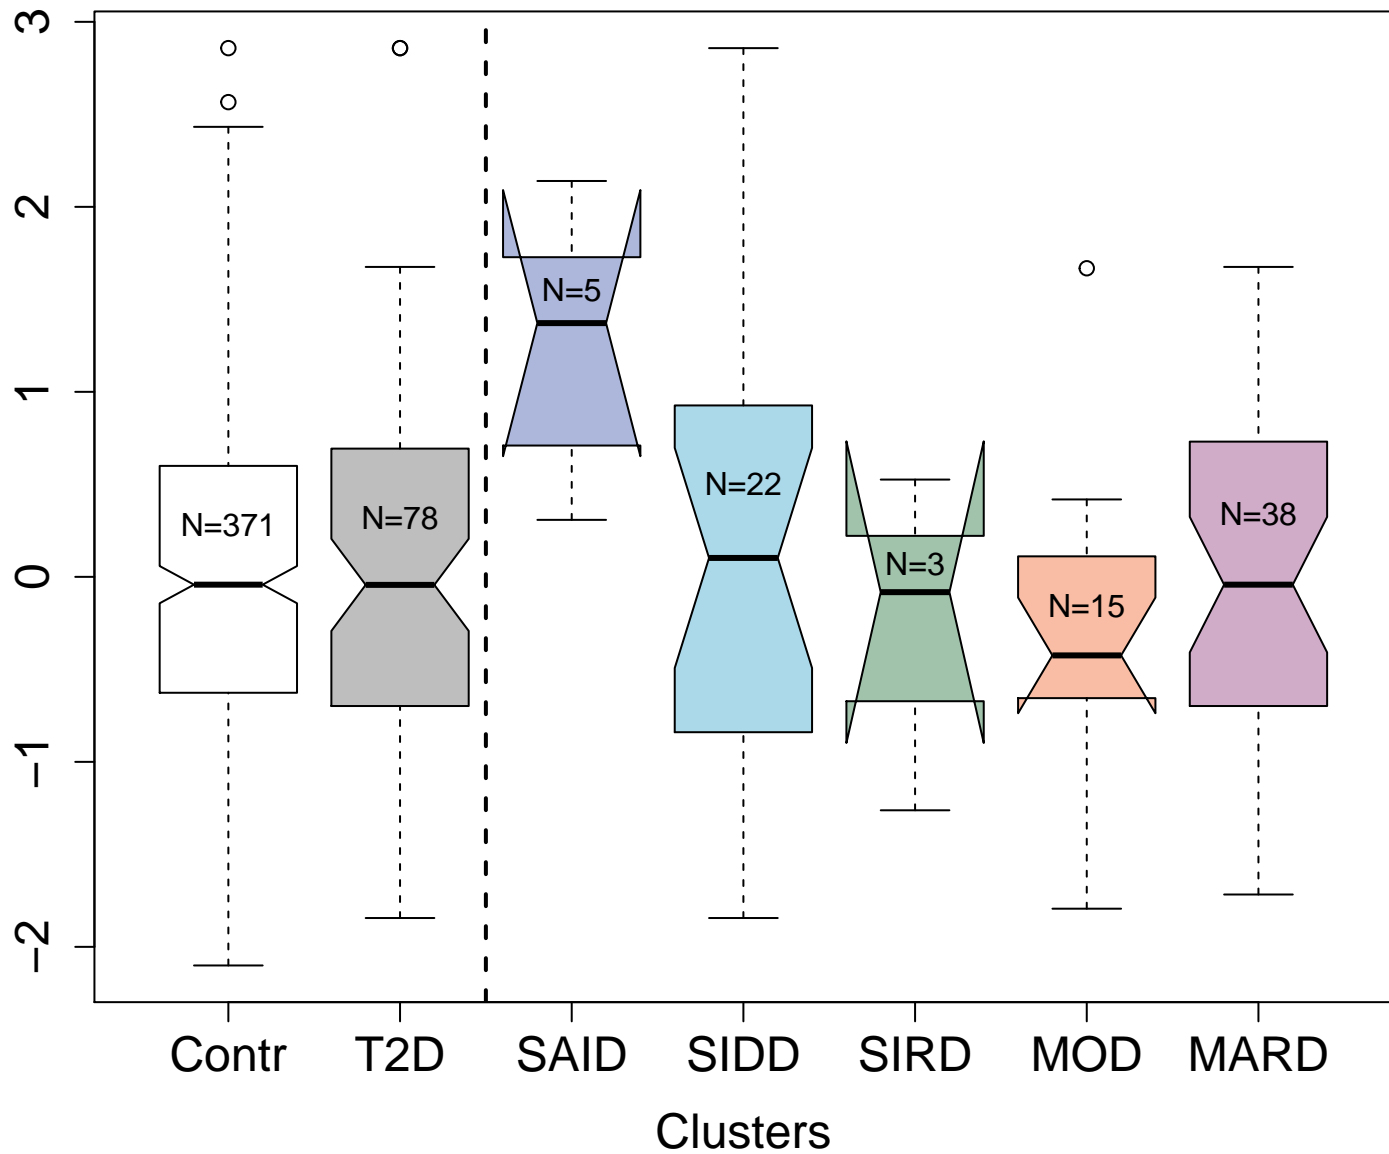 3
2
1
0
−1
−2
N=371
N=78
N=5
N=22
N=3
N=15
N=38
Contr T2D SAID SIDD SIRD MOD MARD
Clusters